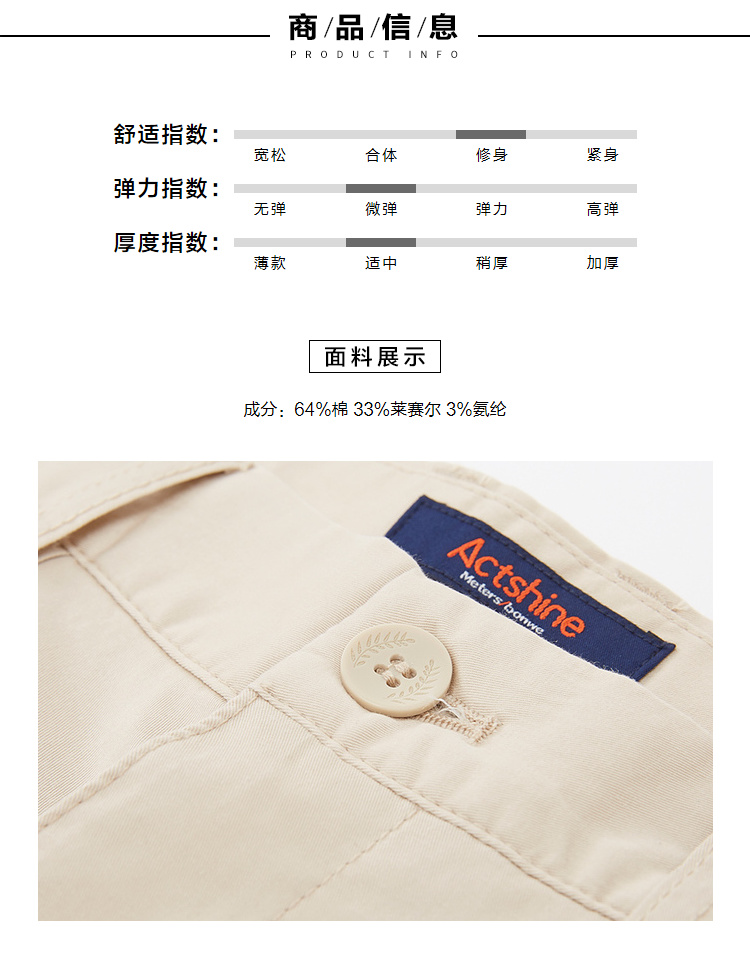 商/品/信/息
PRODUCT INFO
舒适指数：
宽松 合体 修身 紧身
弹力指数：
无弹 微弹 弹力 高弹
厚度指数：
薄款 适中 稍厚 加厚
面料展示
成分：64%棉 33%莱赛尔 3%氨纶
Actshine
Meters/bonwe